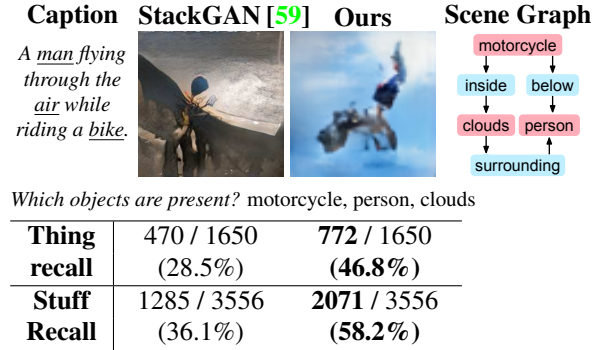 Caption StackGAN [59] Ours Scene Graph
A man flying
through the
air while
riding a bike.
motorcycle
inside below
clouds person
surrounding
Which objects are present? motorcycle, person, clouds
Thing 470 / 1650 772 / 1650
recall (28.5%) (46.8%)
Stuff 1285 / 3556 2071 / 3556
Recall (36.1%) (58.2%)